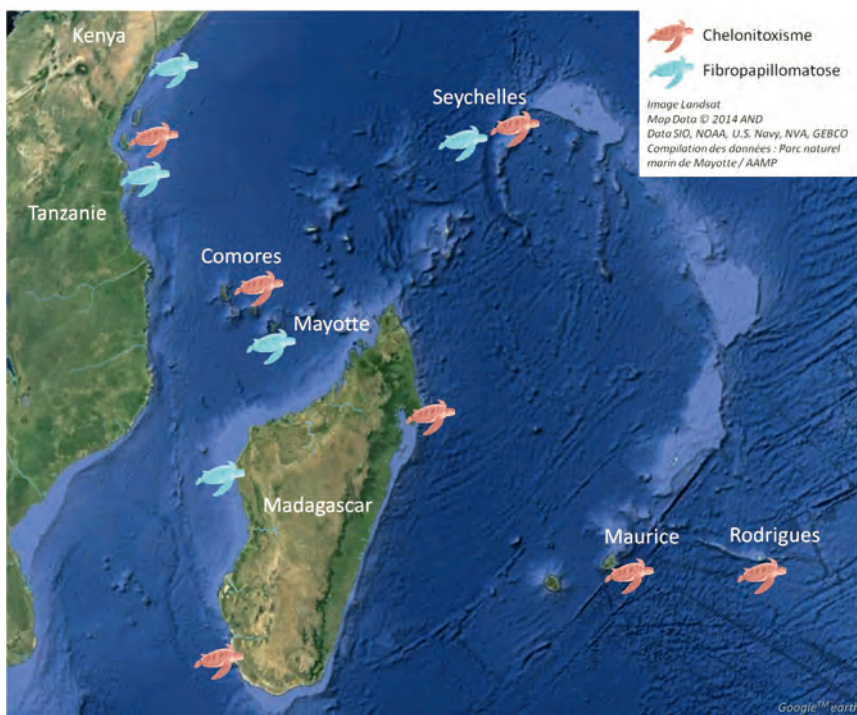 Kenya
Chelonitoxisme
Fibropapillomatose
Image Landsat
Map Data © 2014 AND
Data SIO, NOAA, U.S. Navy, NVA, GEBCO
Compilation des données : Parc naturel
marin de Mayotte / AAMP
Seychelles
Tanzanie
Comores
Mayotte
Madagascar
Maurice
Rodrigues
Google™ earth